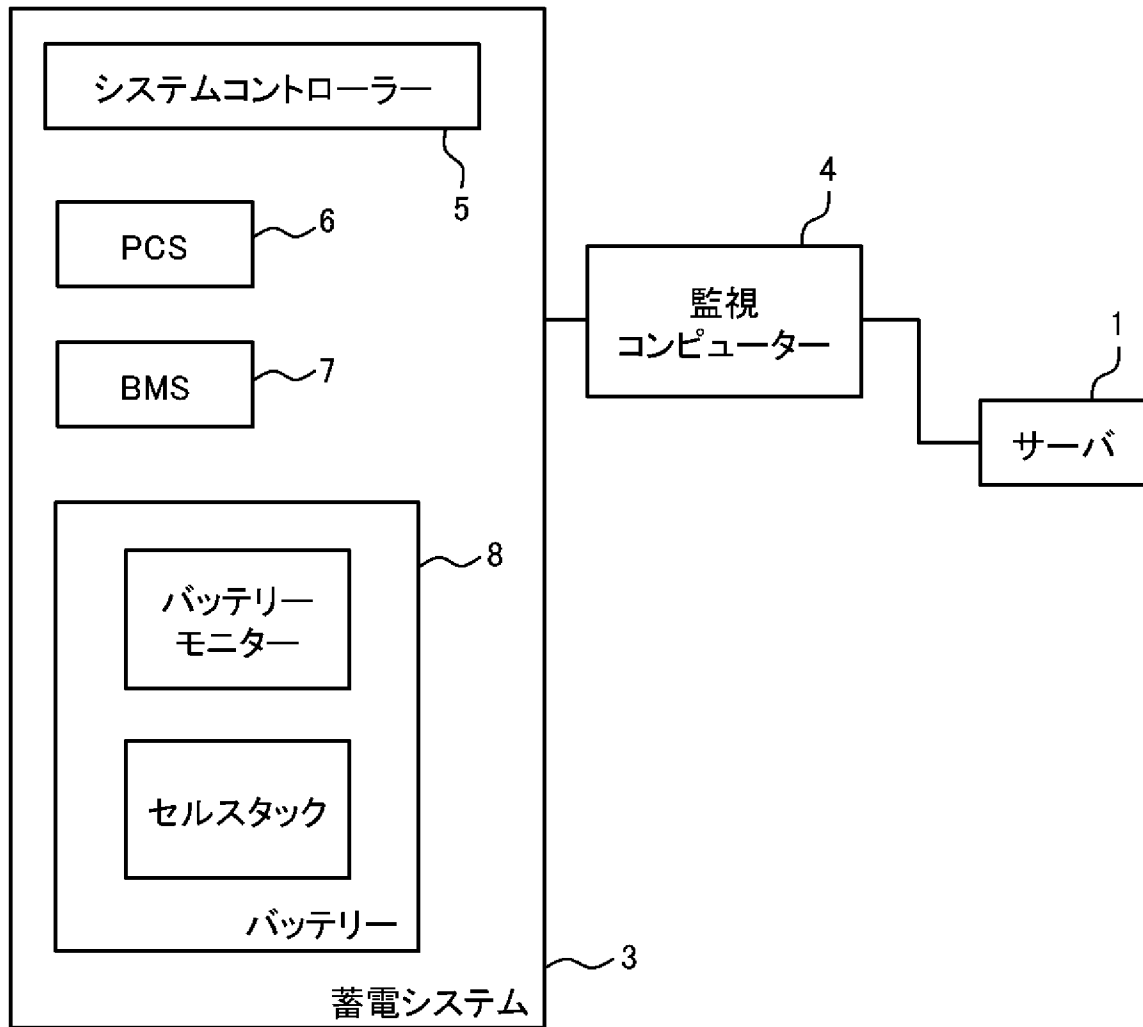 システムコントローラー
5
PCS
6
BMS
7
バッテリー
モニター
8
セルスタック
バッテリー
蓄電システム
3
監視
コンピューター
4
サーバ
1